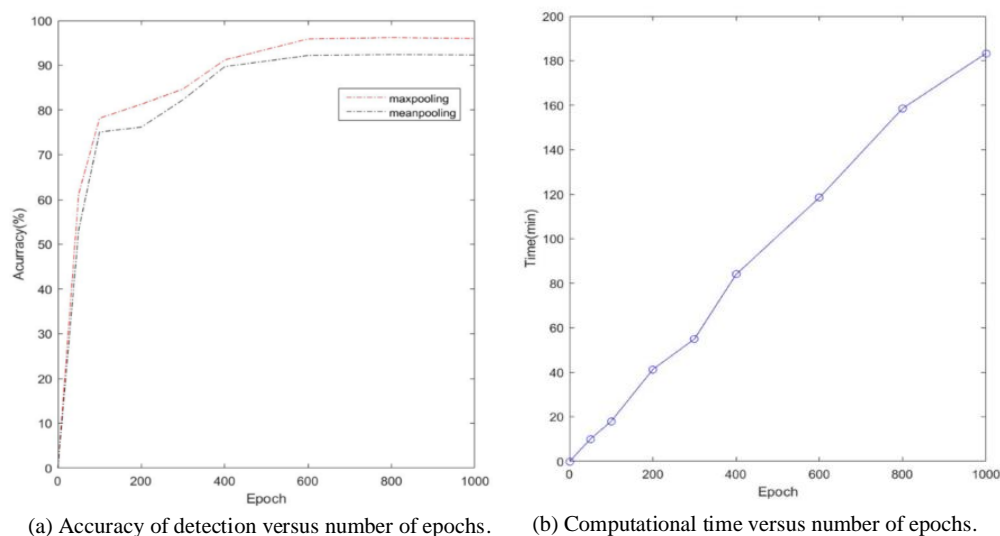 100
90
80
70
60
50
40
30
20
10
0
Acurracy(%)
maxpooling
meanpooling
0 200 400 600 800 1000
Epoch
(a) Accuracy of detection versus number of epochs.
200
180
160
140
120
100
80
60
40
20
0
Time(min)
0 200 400 600 800 1000
Epoch
(b) Computational time versus number of epochs.